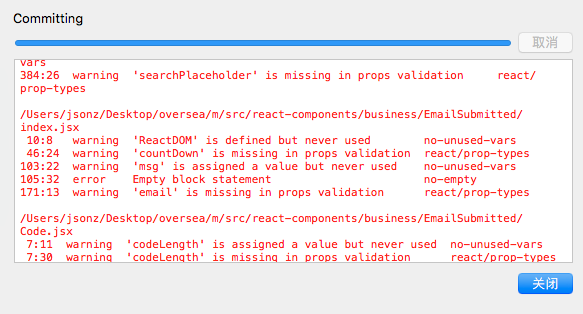 Committing
取消
vars
384:26  warning  'searchPlaceholder' is missing in props validation      react/
prop-types
/Users/jsonz/Desktop/oversea/m/src/react-components/business/EmailSubmitted/
index.jsx
10:8   warning  'ReactDOM' is defined but never used        no-unused-vars
46:24  warning  'countDown' is missing in props validation  react/prop-types
103:22  warning  'msg' is assigned a value but never used    no-unused-vars
105:32  error    Empty block statement                       no-empty
171:13  warning  'email' is missing in props validation      react/prop-types
/Users/jsonz/Desktop/oversea/m/src/react-components/business/EmailSubmitted/
Code.jsx
7:11  warning  'codeLength' is assigned a value but never used  no-unused-vars
7:30  warning  'codeLength' is missing in props validation      react/prop-types
关闭